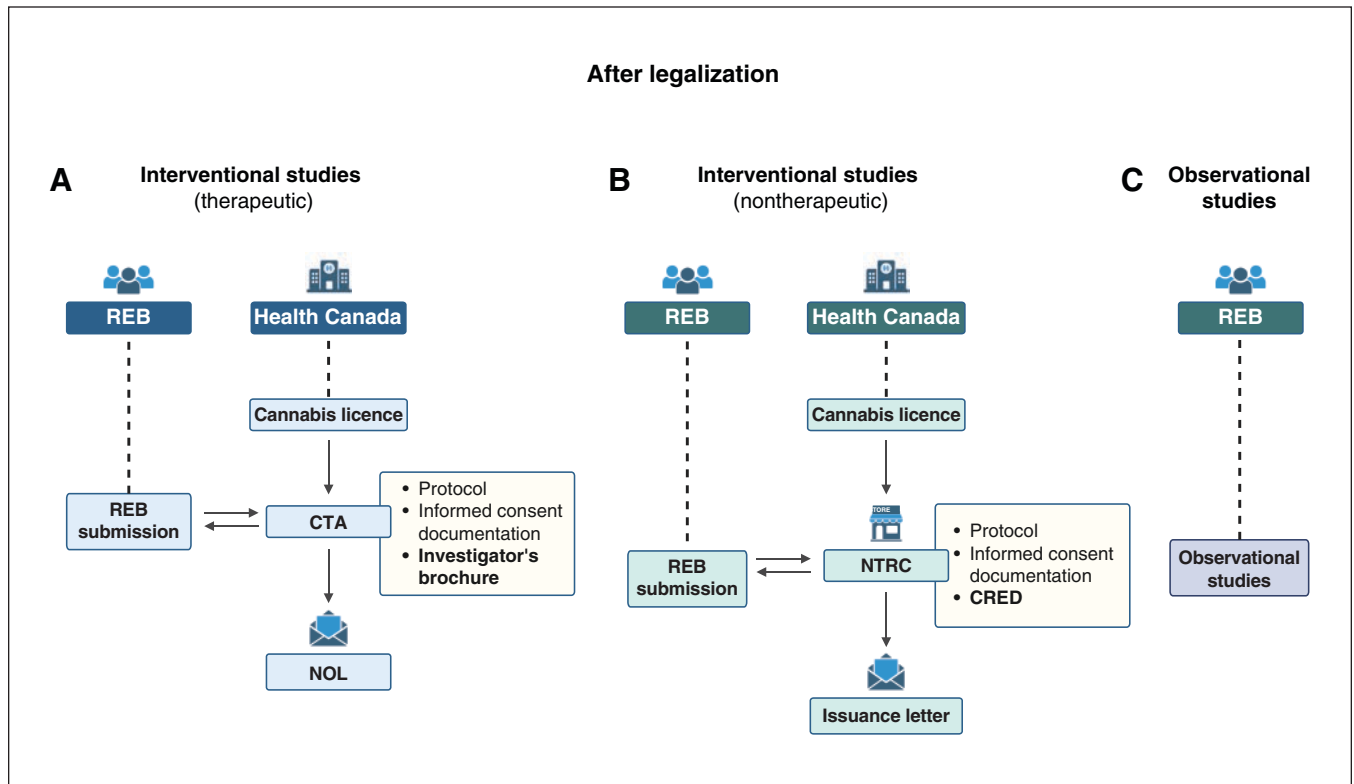 After legalization
A
Interventional studies
(therapeutic)
REB
Health Canada
Cannabis licence
REB
submission
CTA
• Protocol
• Informed consent
documentation
• Investigator's
brochure
NOL
B
Interventional studies
(nontherapeutic)
REB
Health Canada
Cannabis licence
TORE
REB
submission
NTRC
• Protocol
• Informed consent
documentation
• CRED
Issuance letter
C
Observational
studies
REB
Observational
studies